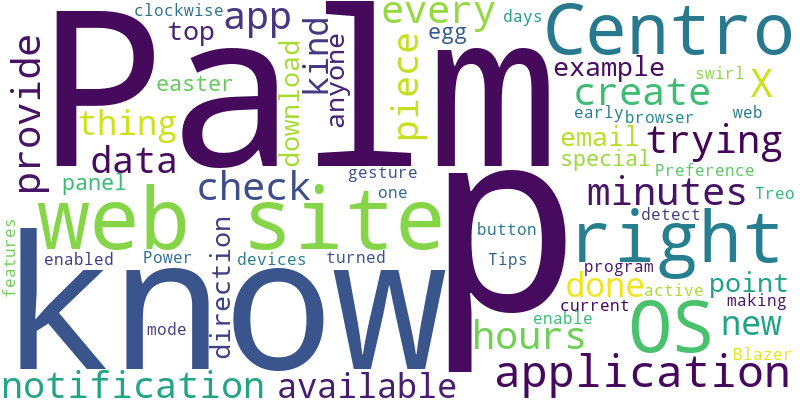 clockwise app every days Centro
top Palm kind egg
provide easter download anyone piece example swirl X
thing create
early browser web
data email trying
special Preference
panel check gesture minutes Treo
one detect
web site p right
features direction button
enabled Power devices turned Tips program
know done active point
mode current making
enable OS new
hours Blazer
notification available application